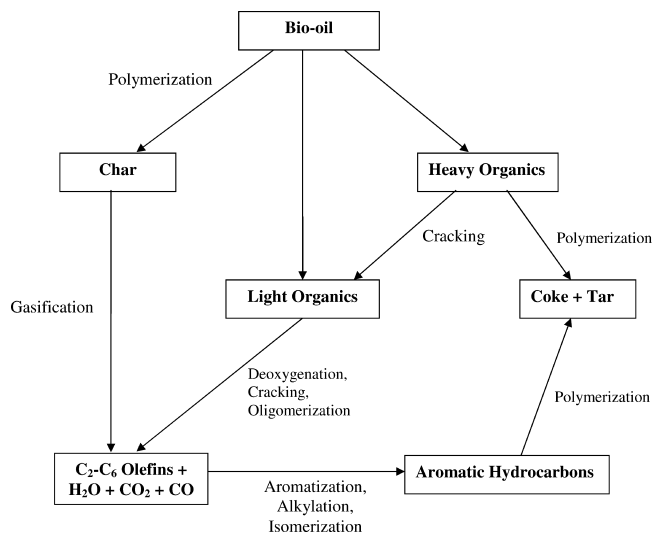 Bio-oil
Polymerization
Char
Heavy Organics
Cracking
Polymerization
Light Organics
Coke + Tar
Gasification
Deoxygenation,
Cracking,
Oligomerization
Polymerization
C₂-C₆ Olefins +
H₂O + CO₂ + CO
Aromatic Hydrocarbons
Aromatization,
Alkylation,
Isomerization